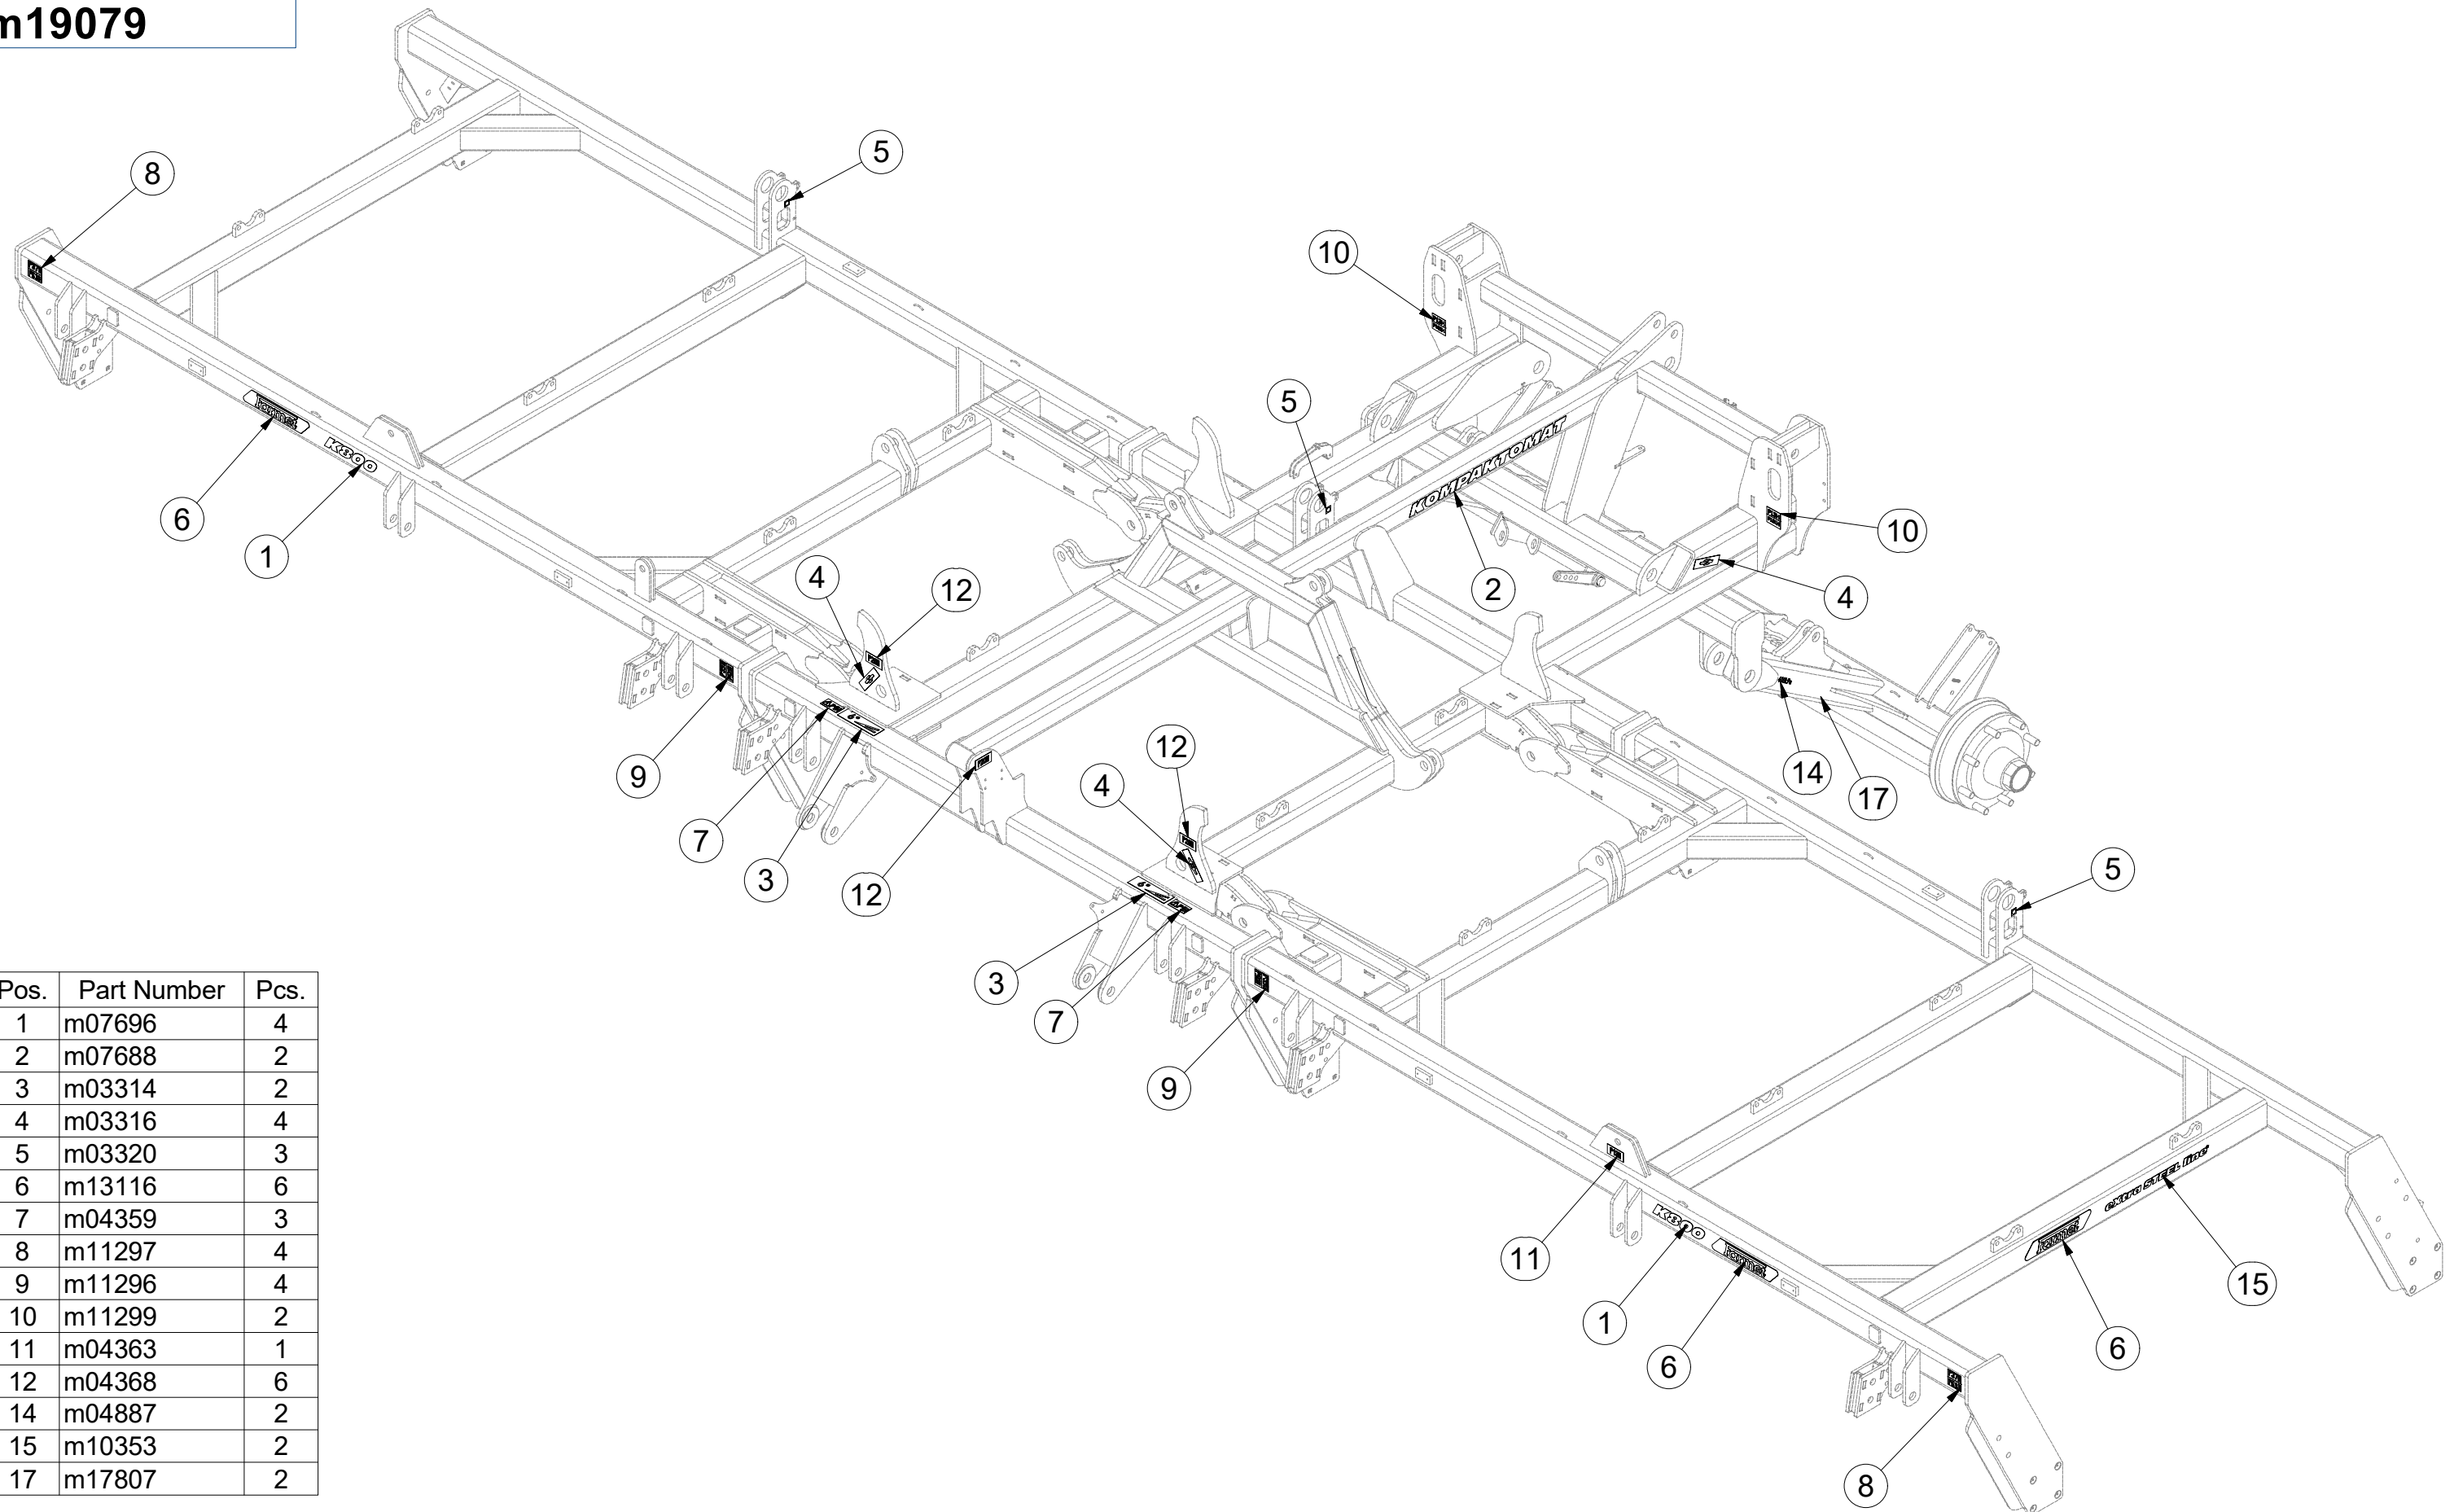 m19079
8
5
10
5
6
1
KOMPAKTOMAT
10
farmet
K800
4
12
2
4
9
12
14
7
4
17
3
12
5
3
7
9
eXtra STEEL line
11
K800
farmet
farmet
15
1
6
6
8
Pos. Part Number Pcs.
1 m07696 4
2 m07688 2
3 m03314 2
4 m03316 4
5 m03320 3
6 m13116 6
7 m04359 3
8 m11297 4
9 m11296 4
10 m11299 2
11 m04363 1
12 m04368 6
14 m04887 2
15 m10353 2
17 m17807 2